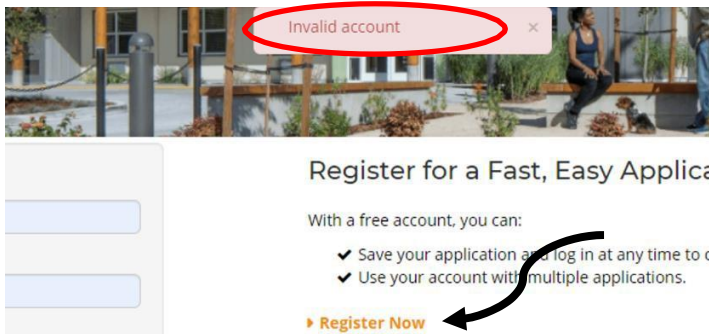 Invalid account ×
Register for a Fast, Easy Applica
With a free account, you can:
✔ Save your application and log in at any time to
✔ Use your account with multiple applications.
Register Now